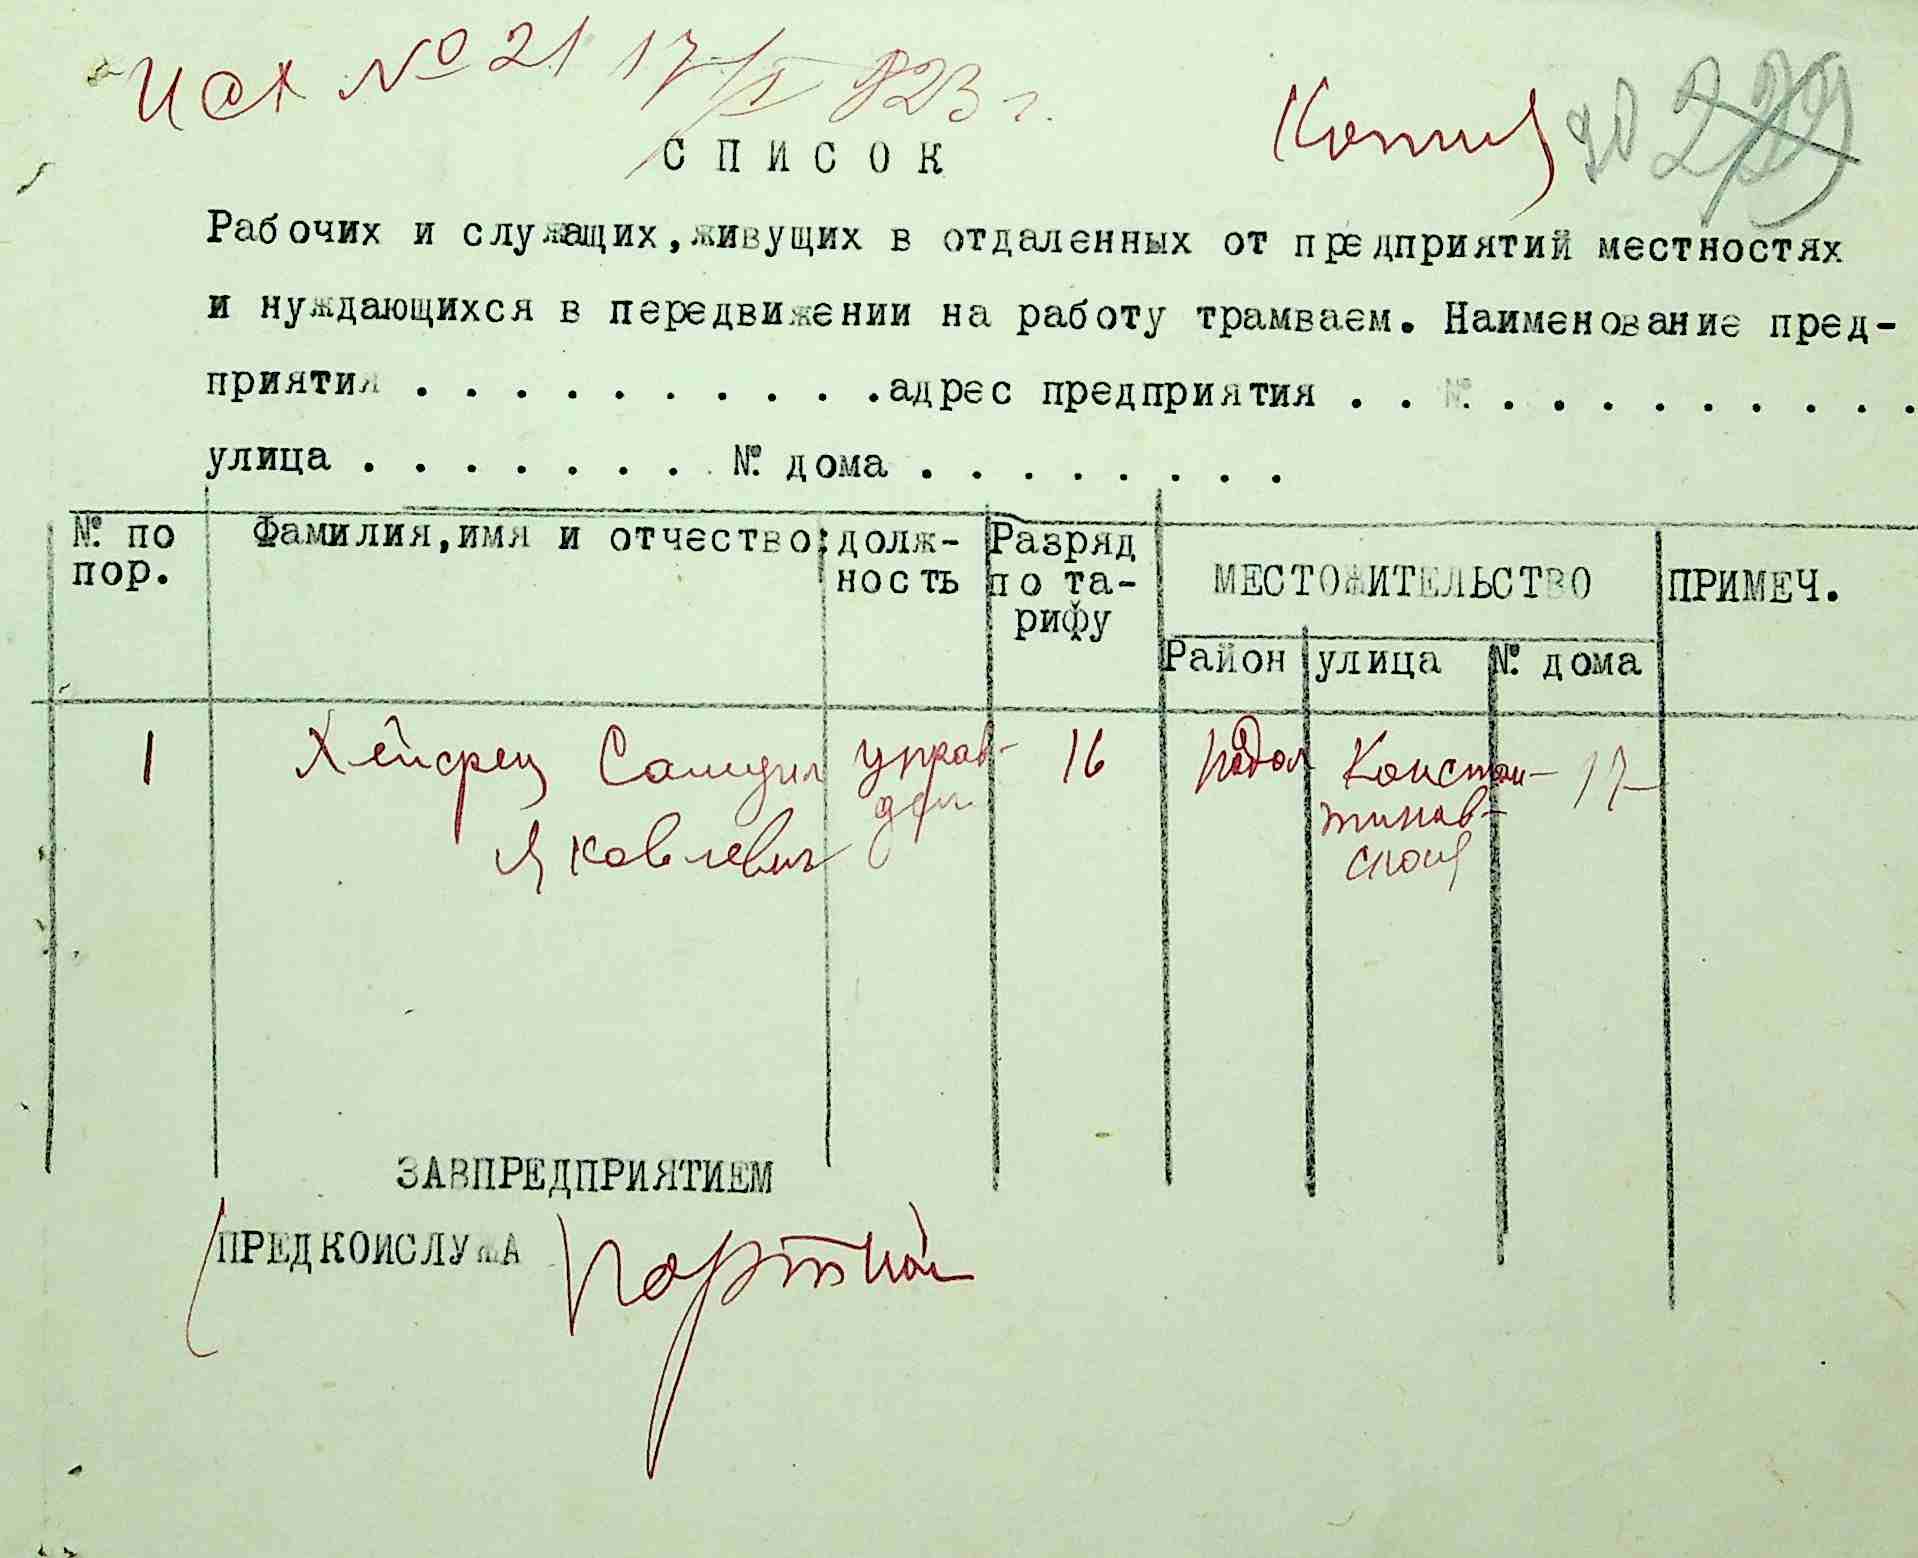 Исх № 21 17/I 923 г.
Копия
СПИСОК
Рабочих и служащих, живущих в отдаленных от предприятий местностях
и нуждающихся в передвижении на работу трамваем. Наименование пред-
приятия . . . . . . . . . . адрес предприятия . . № . . . . . . . . .
улица . . . . . . . № дома . . . . . . . .
№ по пор.
Фамилия, имя и отчество:
долж-
ность
Разряд
по та-
рифу
МЕСТОЖИТЕЛЬСТВО
ПРИМЕЧ.
Район улица № дома
1 Хейфец Самуил управ- 16 Подол Констан- 17
Яковлевич дел тинов-
ская
ЗАВПРЕДПРИЯТИЕМ
ПРЕДКОИСЛУЖА Портной